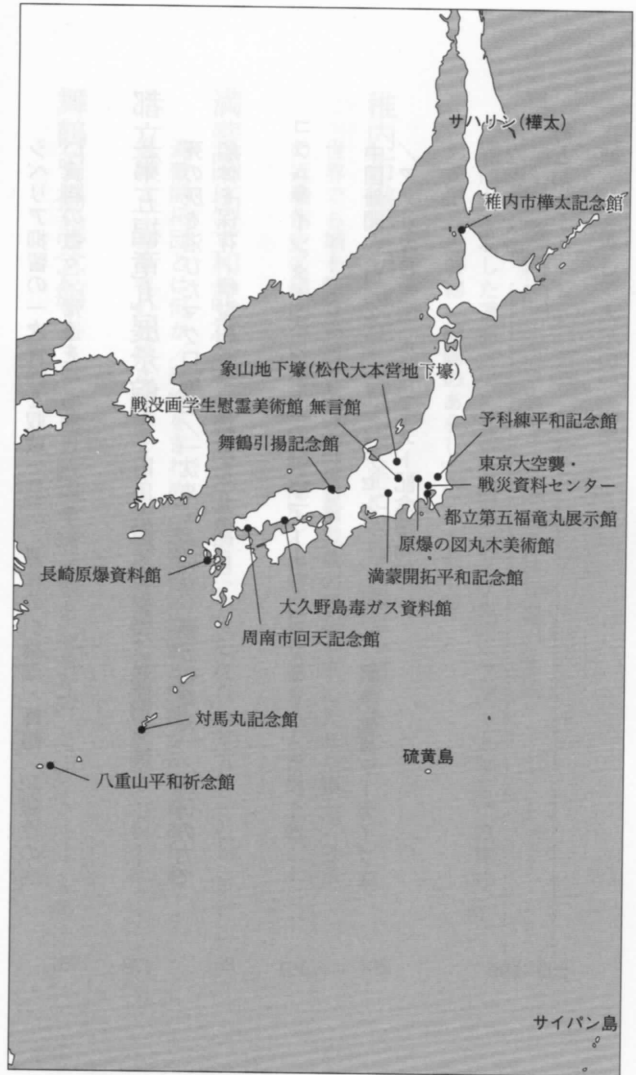 サハリン(樺太)
稚内市樺太記念館
象山地下壕(松代大本営地下壕)
戦没画学生慰霊美術館 無言館
舞鶴引揚記念館
予科練平和記念館
東京大空襲・
戦災資料センター
都立第五福竜丸展示館
原爆の図丸木美術館
満蒙開拓平和記念館
長崎原爆資料館
大久野島毒ガス資料館
周南市回天記念館
対馬丸記念館
硫黄島
八重山平和祈念館
サイパン島